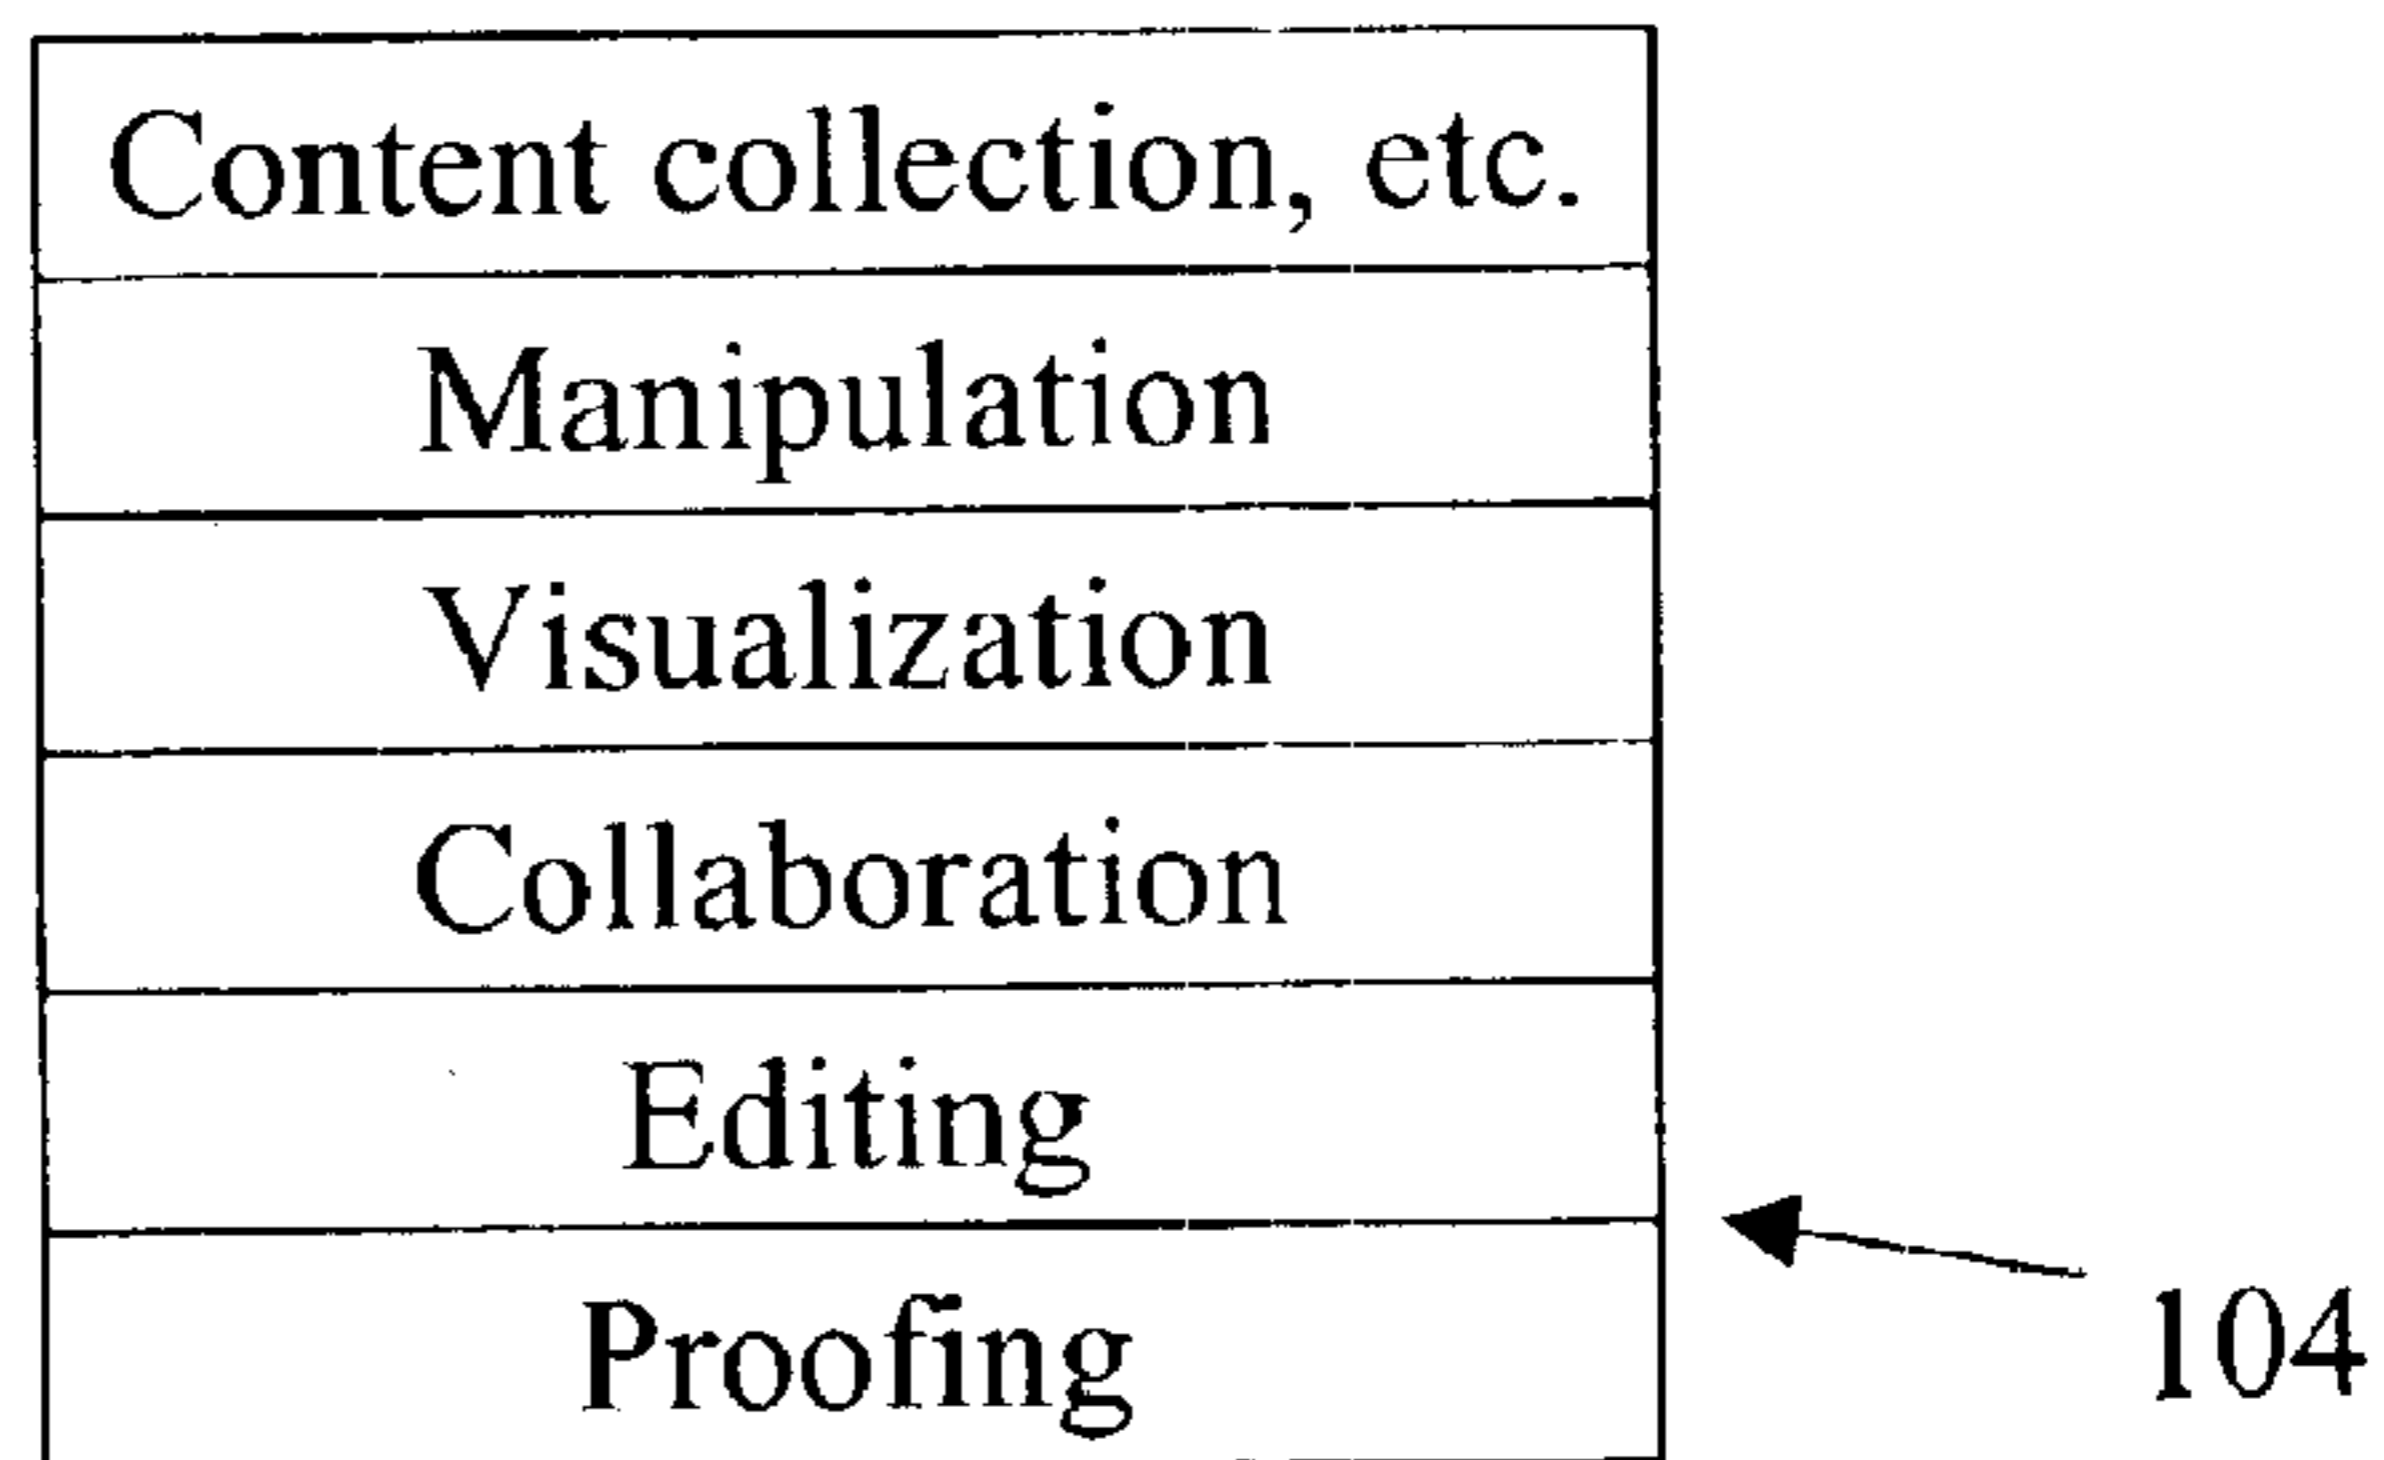 Content collection, etc.
Manipulation
Visualization
Collaboration
Editing
Proofing
104